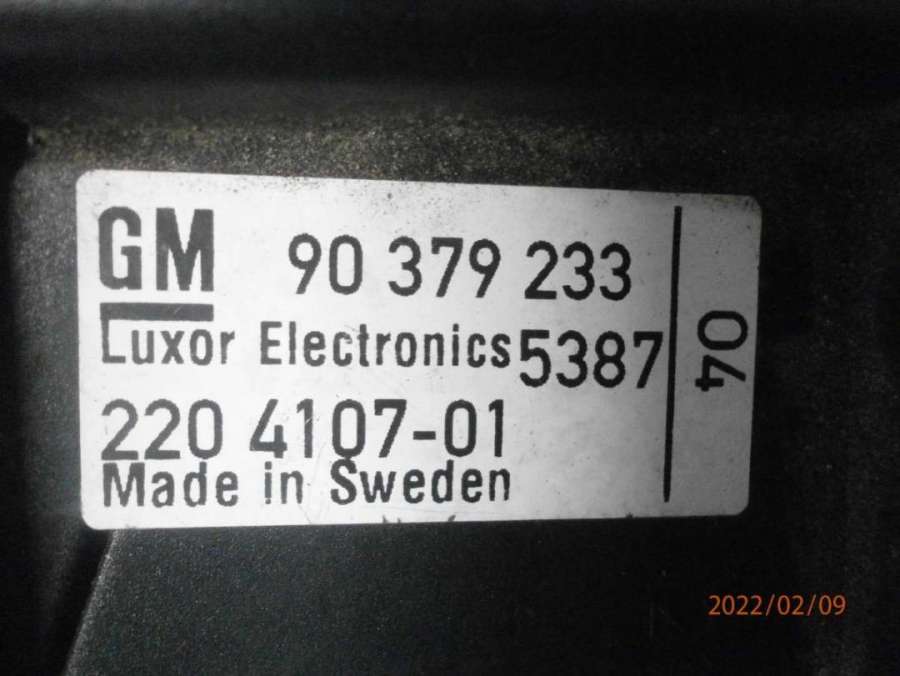 GM 90 379 233
Luxor Electronics 5387
220 4107-01
Made in Sweden
04
2022/02/09